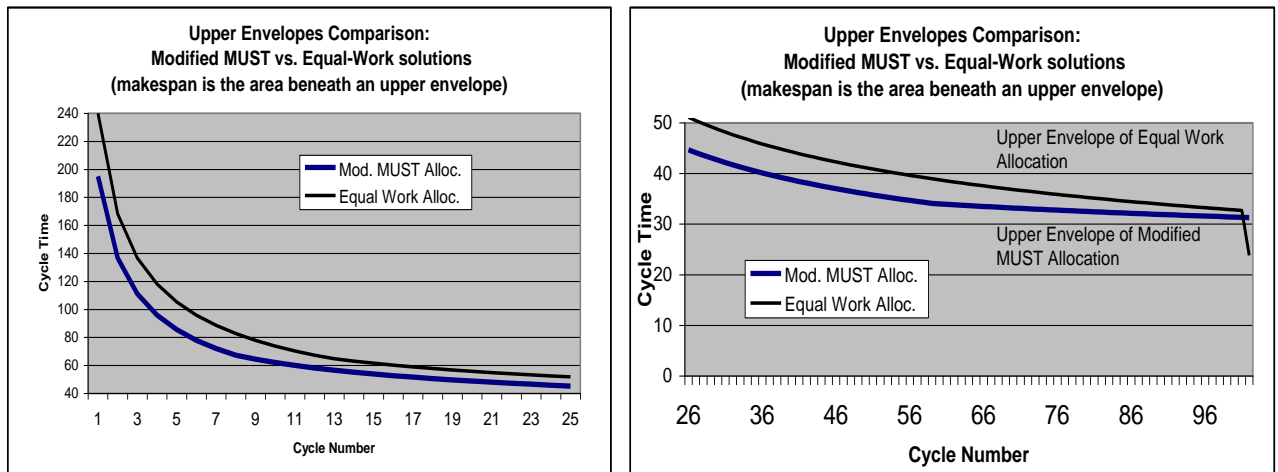 Upper Envelopes Comparison:
Modified MUST vs. Equal-Work solutions
(makespan is the area beneath an upper envelope)
240
220
200
180
160
140
120
100
80
60
40
Cycle Time
Mod. MUST Alloc.
Equal Work Alloc.
1 3 5 7 9 11 13 15 17 19 21 23 25
Cycle Number
Upper Envelopes Comparison:
Modified MUST vs. Equal-Work solutions
(makespan is the area beneath an upper envelope)
50
40
30
20
10
0
Cycle Time
Upper Envelope of Equal Work
Allocation
Upper Envelope of Modified
MUST Allocation
Mod. MUST Alloc.
Equal Work Alloc.
26 36 46 56 66 76 86 96
Cycle Number